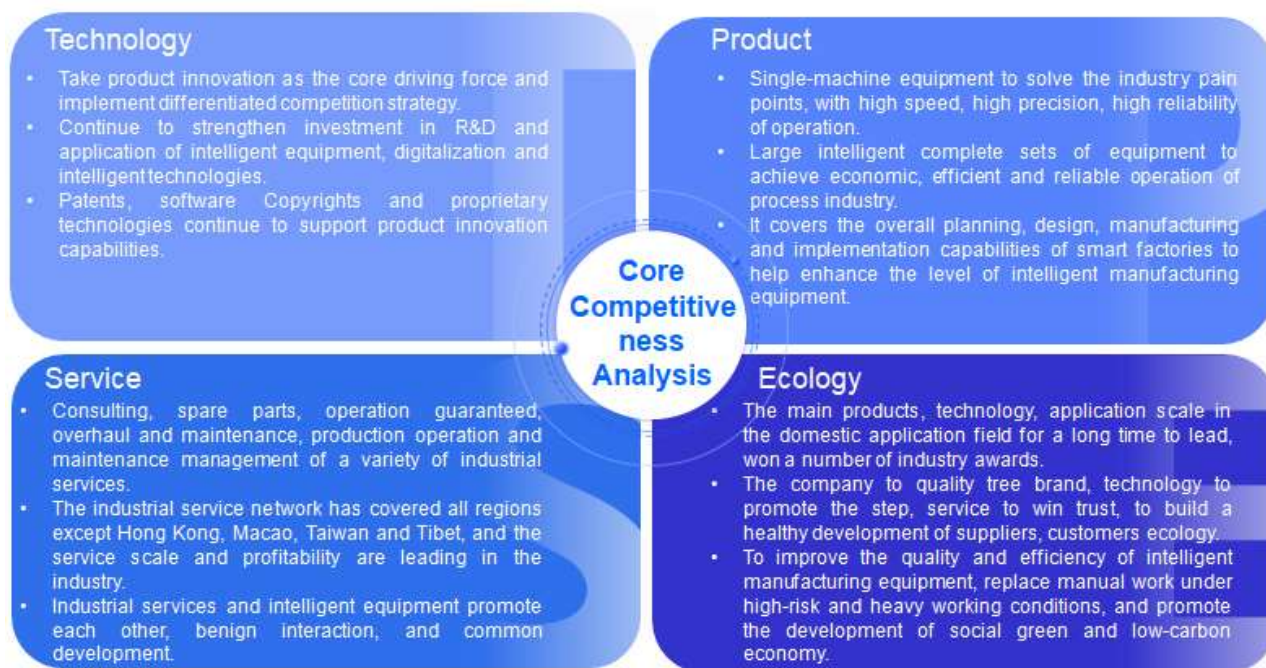 Technology
• Take product innovation as the core driving force and
implement differentiated competition strategy.
• Continue to strengthen investment in R&D and
application of intelligent equipment, digitalization and
intelligent technologies.
• Patents, software Copyrights and proprietary
technologies continue to support product innovation
capabilities.
Product
• Single-machine equipment to solve the industry pain
points, with high speed, high precision, high reliability
of operation.
• Large intelligent complete sets of equipment to
achieve economic, efficient and reliable operation of
process industry.
• It covers the overall planning, design, manufacturing
and implementation capabilities of smart factories to
help enhance the level of intelligent manufacturing
equipment.
Core
Competitive
ness
Analysis
Service
• Consulting, spare parts, operation guaranteed,
overhaul and maintenance, production operation and
maintenance management of a variety of industrial
services.
• The industrial service network has covered all regions
except Hong Kong, Macao, Taiwan and Tibet, and the
service scale and profitability are leading in the
industry.
• Industrial services and intelligent equipment promote
each other, benign interaction, and common
development.
Ecology
• The main products, technology, application scale in
the domestic application field for a long time to lead,
won a number of industry awards.
• The company to quality tree brand, technology to
promote the step, service to win trust, to build a
healthy development of suppliers, customers ecology.
• To improve the quality and efficiency of intelligent
manufacturing equipment, replace manual work under
high-risk and heavy working conditions, and promote
the development of social green and low-carbon
economy.